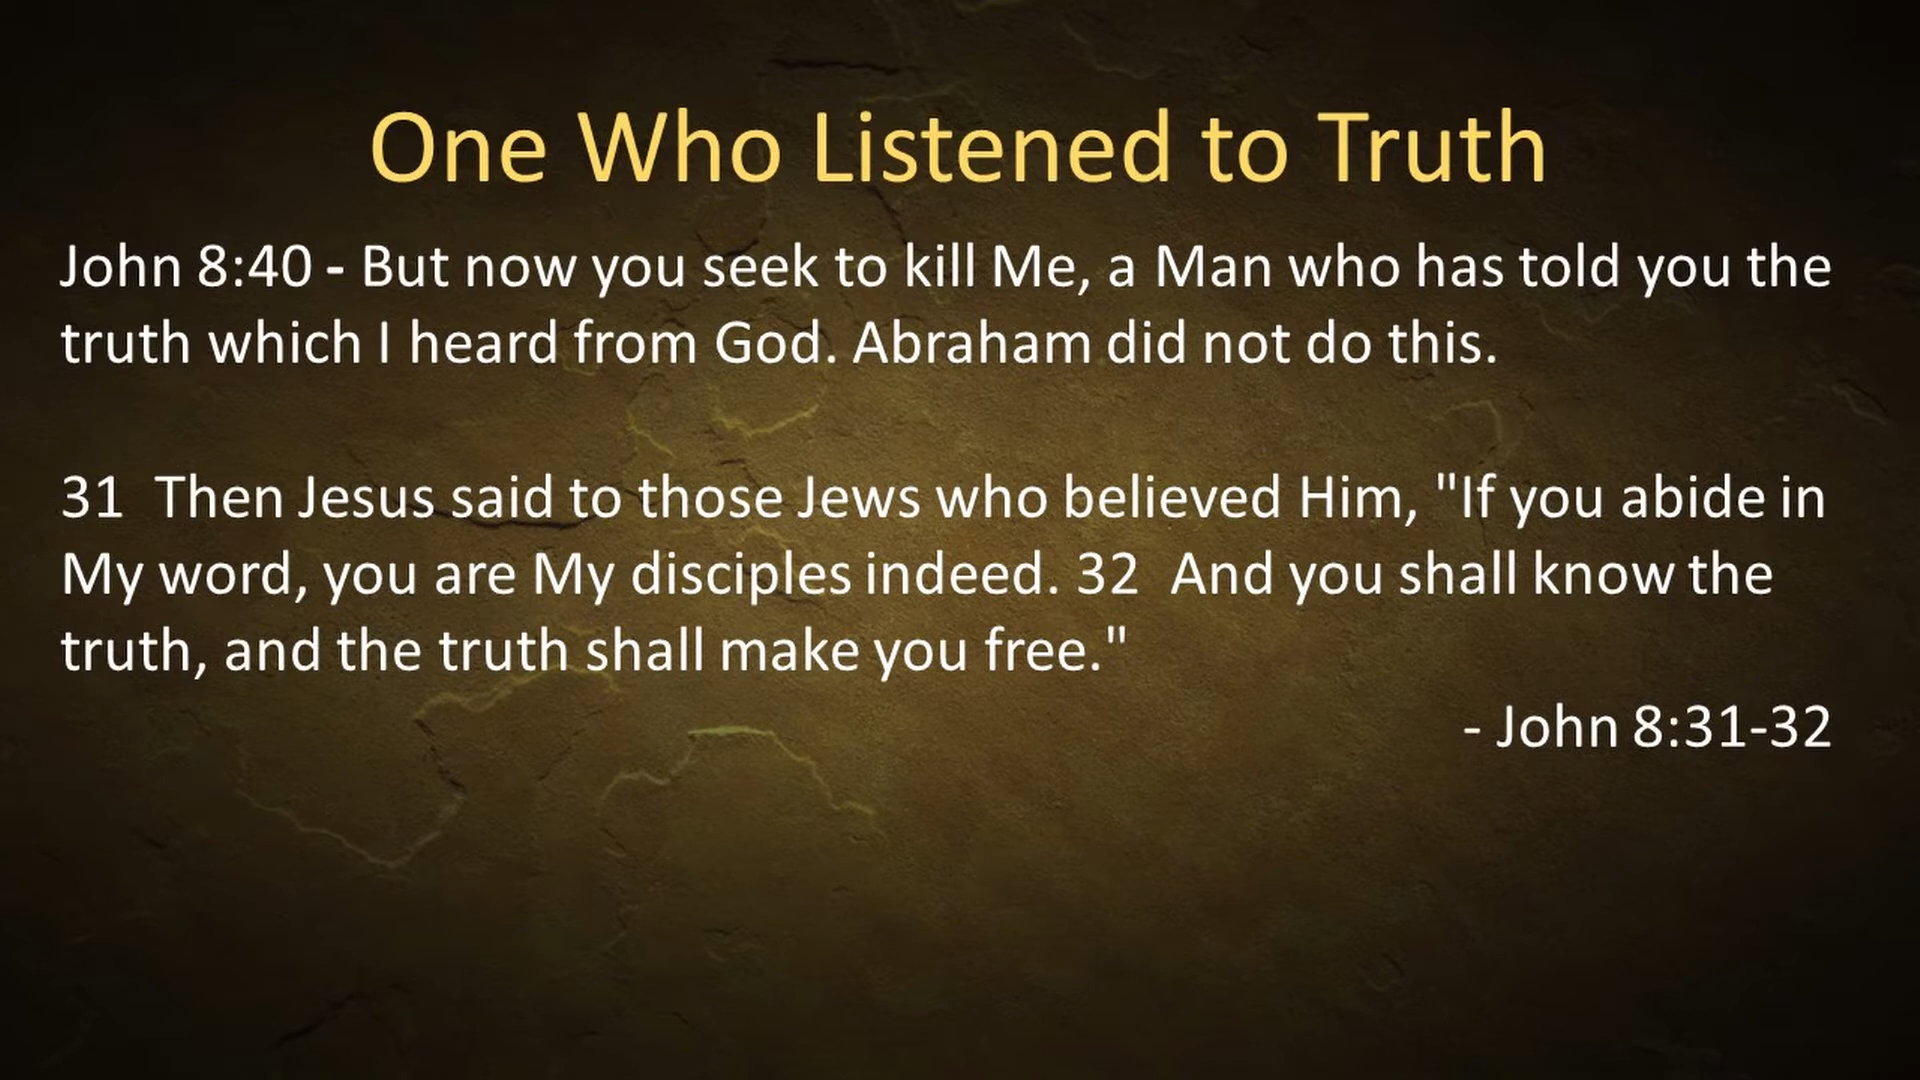 One Who Listened to Truth
John 8:40 - But now you seek to kill Me, a Man who has told you the
truth which I heard from God. Abraham did not do this.
31  Then Jesus said to those Jews who believed Him, "If you abide in
My word, you are My disciples indeed. 32  And you shall know the
truth, and the truth shall make you free."
- John 8:31-32